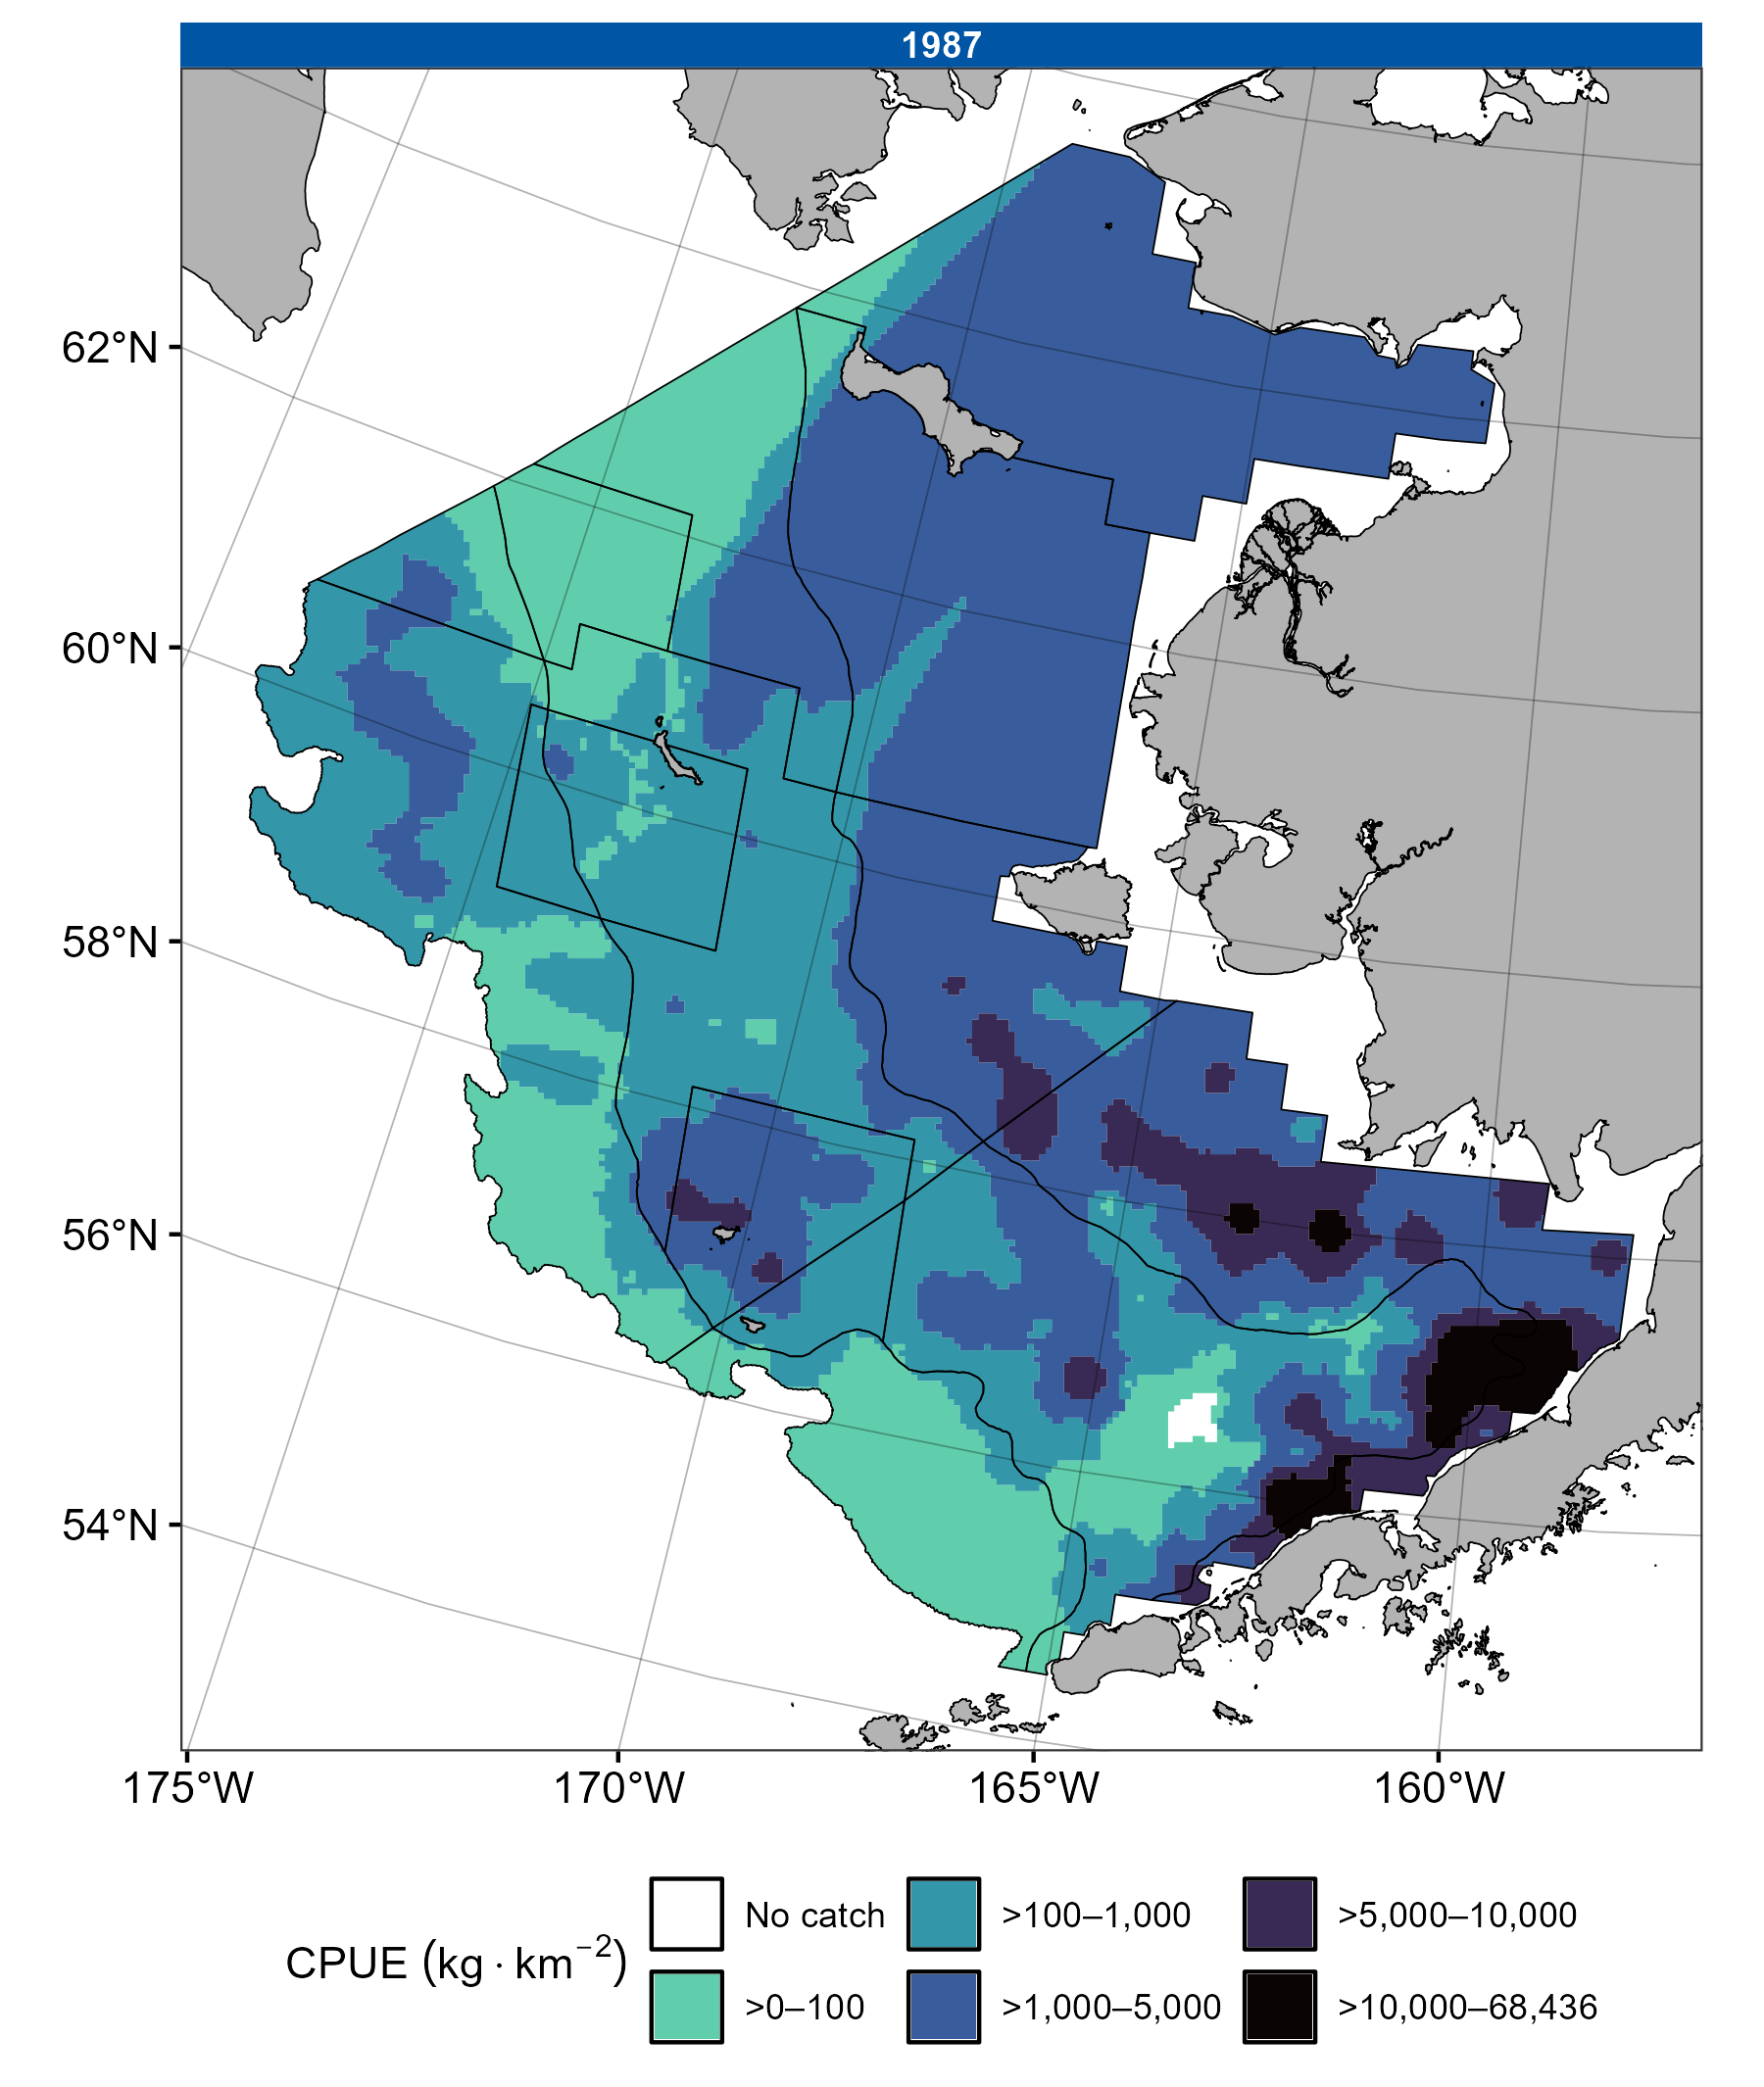 1987
62°N
60°N
58°N
56°N
54°N
175°W 170°W 165°W 160°W
CPUE (kg · km⁻²)
No catch >100–1,000 >5,000–10,000
>0–100 >1,000–5,000 >10,000–68,436